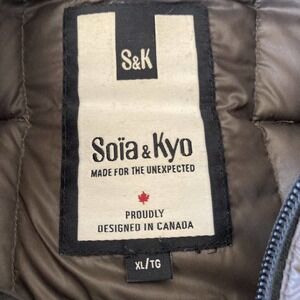 S&K
Soïa & Kyo
MADE FOR THE UNEXPECTED
PROUDLY
DESIGNED IN CANADA
XL/TG